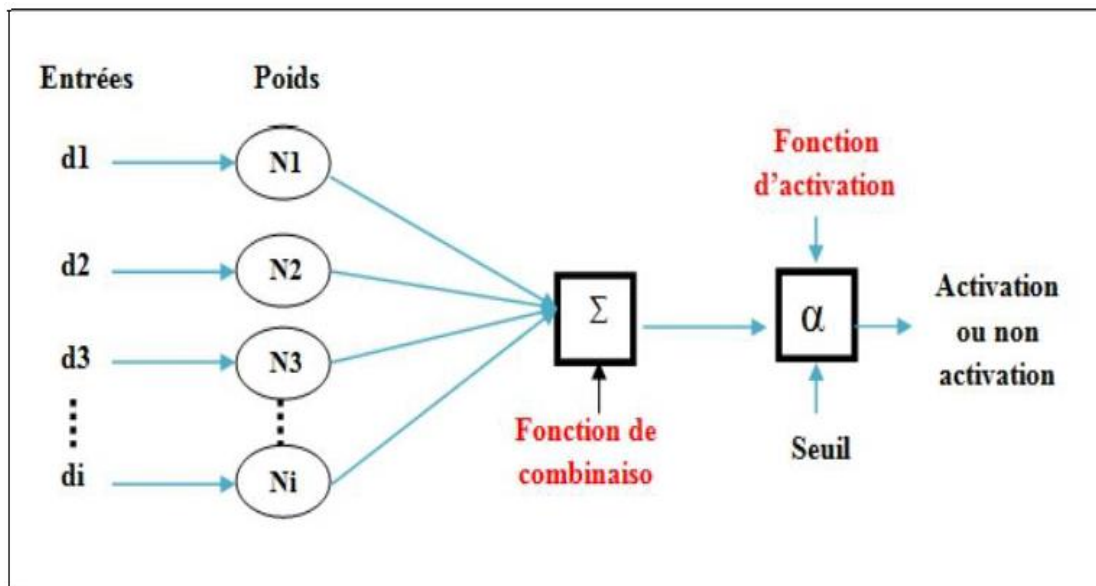 Entrées
Poids
d1
N1
d2
N2
d3
N3
di
Ni
Σ
Fonction de
combinaiso
Fonction
d'activation
α
Seuil
Activation
ou non
activation